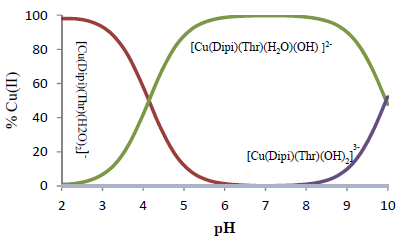 100
80
60
40
20
0
% Cu(II)
[Cu(Dipi)(Thr)(H2O)₂]⁻
[Cu(Dipi)(Thr)(H₂O)(OH) ]²⁻
[Cu(Dipi)(Thr)(OH)₂]³⁻
2 3 4 5 6 7 8 9 10
pH